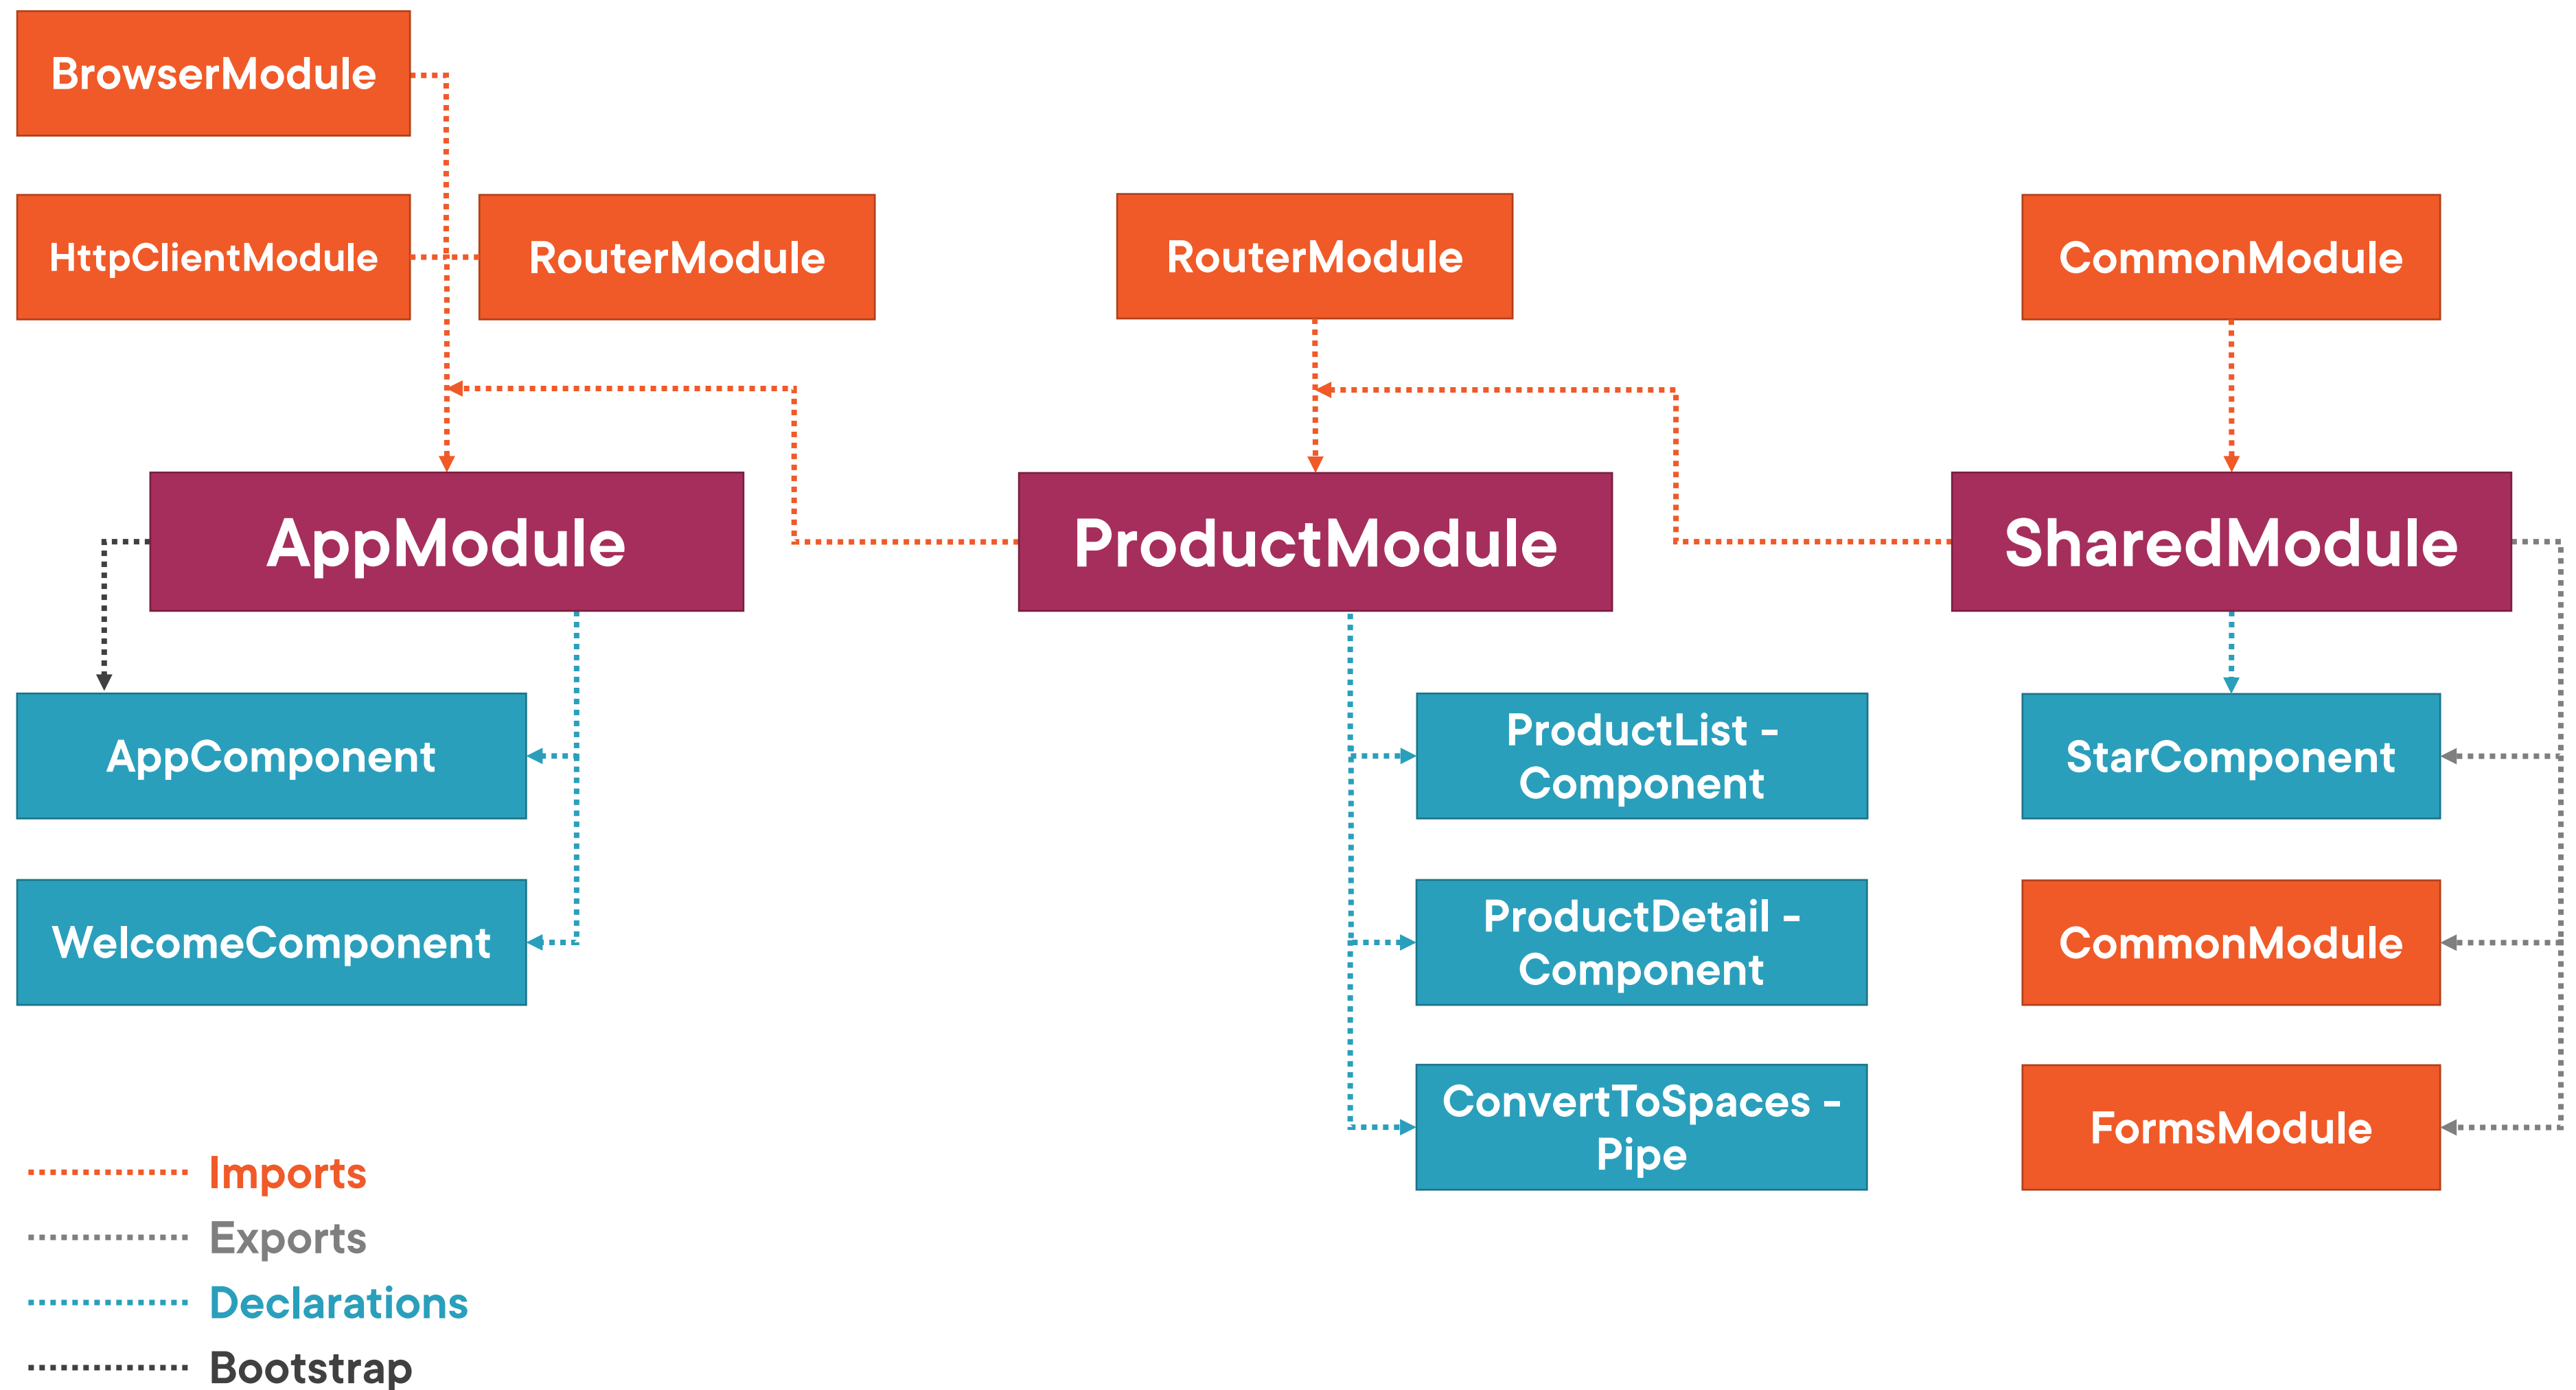 BrowserModule
HttpClientModule
RouterModule
RouterModule
CommonModule
AppModule
ProductModule
SharedModule
AppComponent
ProductList -
Component
StarComponent
WelcomeComponent
ProductDetail -
Component
CommonModule
ConvertToSpaces -
Pipe
FormsModule
Imports
Exports
Declarations
Bootstrap